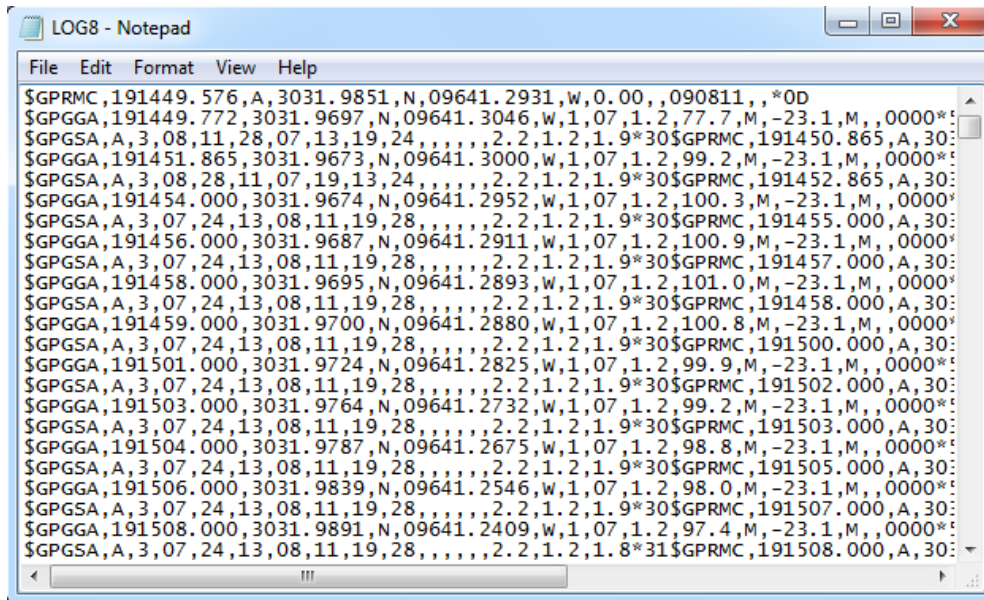 LOG8 - Notepad
File Edit Format View Help
$GPRMC,191449.576,A,3031.9851,N,09641.2931,W,0.00,,090811,,*0D
$GPGGA,191449.772,3031.9697,N,09641.3046,W,1,07,1.2,77.7,M,-23.1,M,,0000*5
$GPGSA,A,3,08,11,28,07,13,19,24,,,,,,2.2,1.2,1.9*30$GPRMC,191450.865,A,303
$GPGGA,191451.865,3031.9673,N,09641.3000,W,1,07,1.2,99.2,M,-23.1,M,,0000*5
$GPGSA,A,3,08,28,11,07,19,13,24,,,,,,2.2,1.2,1.9*30$GPRMC,191452.865,A,303
$GPGGA,191454.000,3031.9674,N,09641.2952,W,1,07,1.2,100.3,M,-23.1,M,,0000*
$GPGSA,A,3,07,24,13,08,11,19,28,,,,,,2.2,1.2,1.9*30$GPRMC,191455.000,A,303
$GPGGA,191456.000,3031.9687,N,09641.2911,W,1,07,1.2,100.9,M,-23.1,M,,0000*
$GPGSA,A,3,07,24,13,08,11,19,28,,,,,,2.2,1.2,1.9*30$GPRMC,191457.000,A,303
$GPGGA,191458.000,3031.9695,N,09641.2893,W,1,07,1.2,101.0,M,-23.1,M,,0000*
$GPGSA,A,3,07,24,13,08,11,19,28,,,,,,2.2,1.2,1.9*30$GPRMC,191458.000,A,303
$GPGGA,191459.000,3031.9700,N,09641.2880,W,1,07,1.2,100.8,M,-23.1,M,,0000*
$GPGSA,A,3,07,24,13,08,11,19,28,,,,,,2.2,1.2,1.9*30$GPRMC,191500.000,A,303
$GPGGA,191501.000,3031.9724,N,09641.2825,W,1,07,1.2,99.9,M,-23.1,M,,0000*5
$GPGSA,A,3,07,24,13,08,11,19,28,,,,,,2.2,1.2,1.9*30$GPRMC,191502.000,A,303
$GPGGA,191503.000,3031.9764,N,09641.2732,W,1,07,1.2,99.2,M,-23.1,M,,0000*5
$GPGSA,A,3,07,24,13,08,11,19,28,,,,,,2.2,1.2,1.9*30$GPRMC,191503.000,A,303
$GPGGA,191504.000,3031.9787,N,09641.2675,W,1,07,1.2,98.8,M,-23.1,M,,0000*5
$GPGSA,A,3,07,24,13,08,11,19,28,,,,,,2.2,1.2,1.9*30$GPRMC,191505.000,A,303
$GPGGA,191506.000,3031.9839,N,09641.2546,W,1,07,1.2,98.0,M,-23.1,M,,0000*5
$GPGSA,A,3,07,24,13,08,11,19,28,,,,,,2.2,1.2,1.9*30$GPRMC,191507.000,A,303
$GPGGA,191508.000,3031.9891,N,09641.2409,W,1,07,1.2,97.4,M,-23.1,M,,0000*5
$GPGSA,A,3,07,24,13,08,11,19,28,,,,,,2.2,1.2,1.8*31$GPRMC,191508.000,A,303